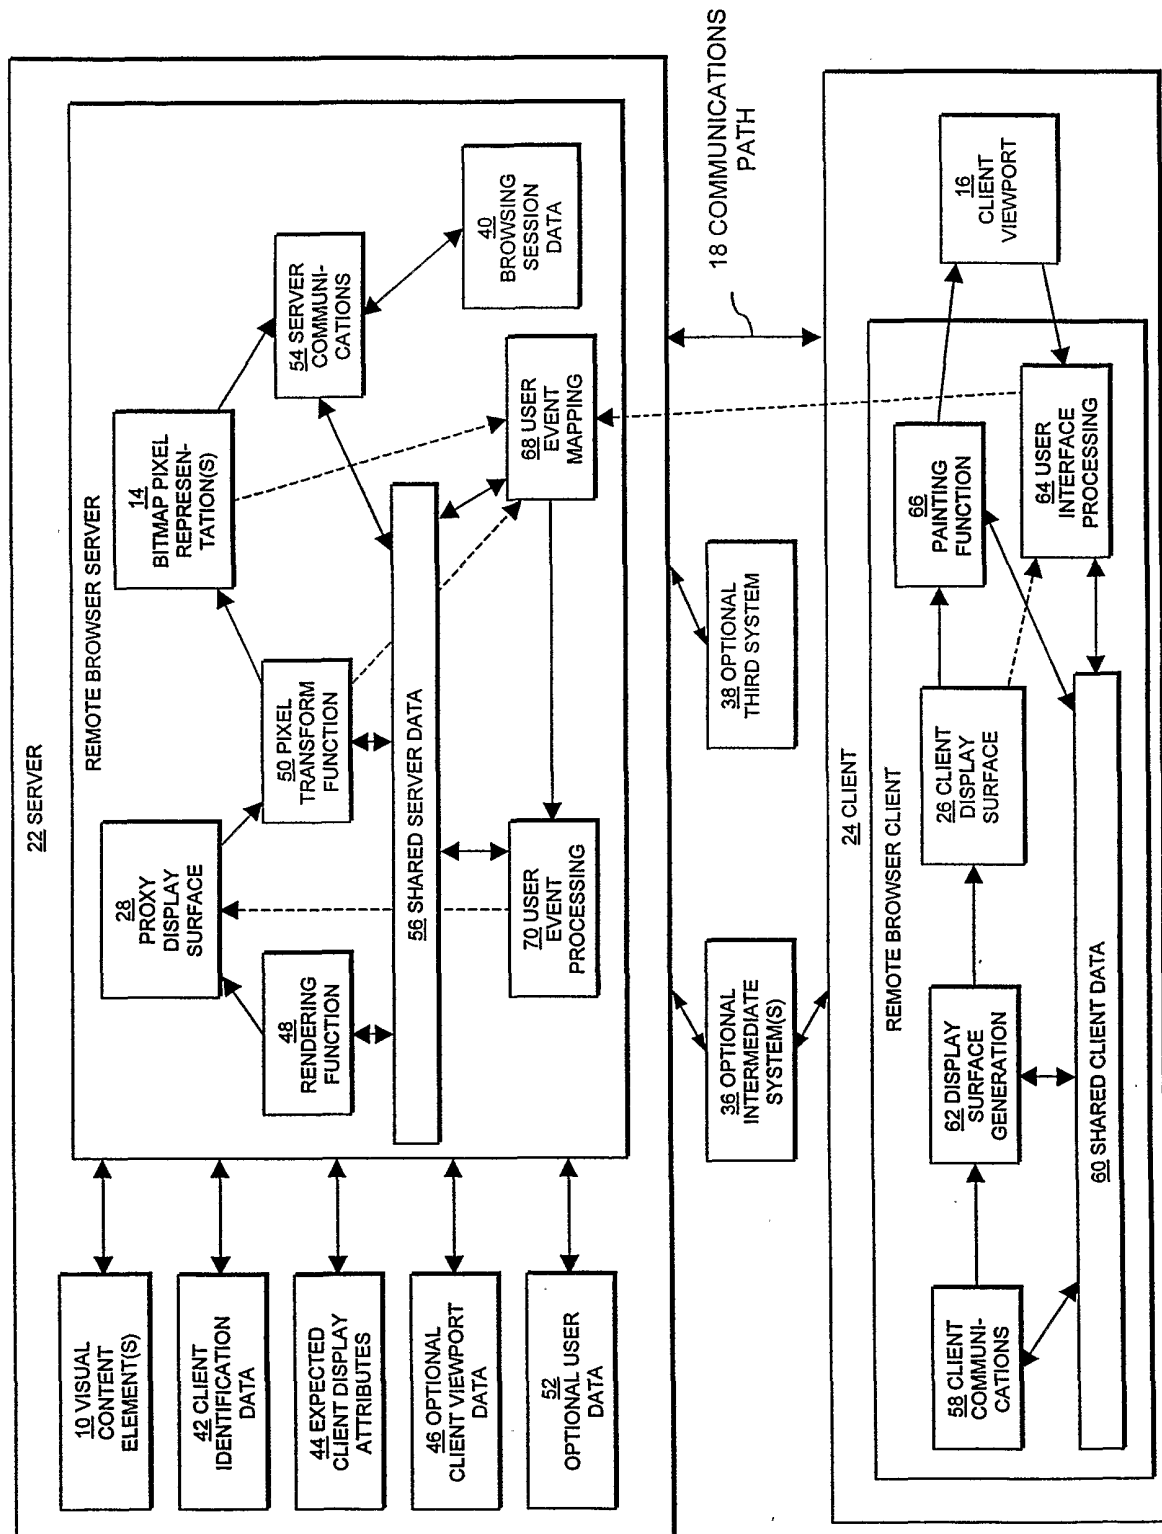 22 SERVER
10 VISUAL
CONTENT
ELEMENT(S)
42 CLIENT
IDENTIFICATION
DATA
44 EXPECTED
CLIENT DISPLAY
ATTRIBUTES
46 OPTIONAL
CLIENT VIEWPORT
DATA
52
OPTIONAL USER
DATA
REMOTE BROWSER SERVER
28
PROXY
DISPLAY
SURFACE
48
RENDERING
FUNCTION
50 PIXEL
TRANSFORM
FUNCTION
14
BITMAP PIXEL
REPRESEN-
TATION(S)
54 SERVER
COMMUNI-
CATIONS
40
BROWSING
SESSION
DATA
56 SHARED SERVER DATA
70 USER
EVENT
PROCESSING
68 USER
EVENT
MAPPING
36 OPTIONAL
INTERMEDIATE
SYSTEM(S)
38 OPTIONAL
THIRD SYSTEM
18 COMMUNICATIONS
PATH
24 CLIENT
REMOTE BROWSER CLIENT
58 CLIENT
COMMUNI-
CATIONS
62 DISPLAY
SURFACE
GENERATION
26 CLIENT
DISPLAY
SURFACE
66
PAINTING
FUNCTION
64 USER
INTERFACE
PROCESSING
16
CLIENT
VIEWPORT
60 SHARED CLIENT DATA